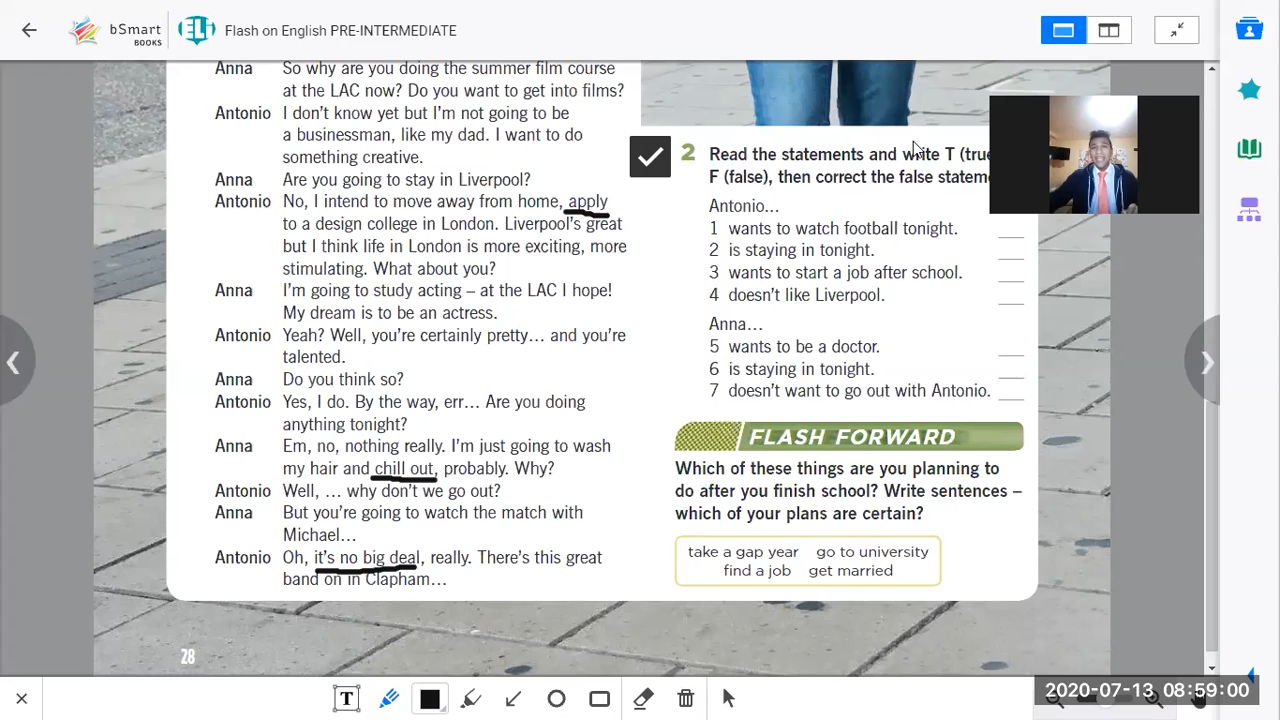 bSmart
BOOKS
ELi
Flash on English PRE-INTERMEDIATE
Anna So why are you doing the summer film course
at the LAC now? Do you want to get into films?
Antonio I don't know yet but I'm not going to be
a businessman, like my dad. I want to do
something creative.
Anna Are you going to stay in Liverpool?
Antonio No, I intend to move away from home, apply
to a design college in London. Liverpool's great
but I think life in London is more exciting, more
stimulating. What about you?
Anna I'm going to study acting – at the LAC I hope!
My dream is to be an actress.
Antonio Yeah? Well, you're certainly pretty… and you're
talented.
Anna Do you think so?
Antonio Yes, I do. By the way, err… Are you doing
anything tonight?
Anna Em, no, nothing really. I'm just going to wash
my hair and chill out, probably. Why?
Antonio Well, … why don't we go out?
Anna But you're going to watch the match with
Michael…
Antonio Oh, it's no big deal, really. There's this great
band on in Clapham…
28
2 Read the statements and write T (true
F (false), then correct the false stateme
Antonio…
1 wants to watch football tonight.
2 is staying in tonight.
3 wants to start a job after school.
4 doesn't like Liverpool.
Anna…
5 wants to be a doctor.
6 is staying in tonight.
7 doesn't want to go out with Antonio.
FLASH FORWARD
Which of these things are you planning to
do after you finish school? Write sentences –
which of your plans are certain?
take a gap year go to university
find a job get married
T
2020-07-13 08:59:00